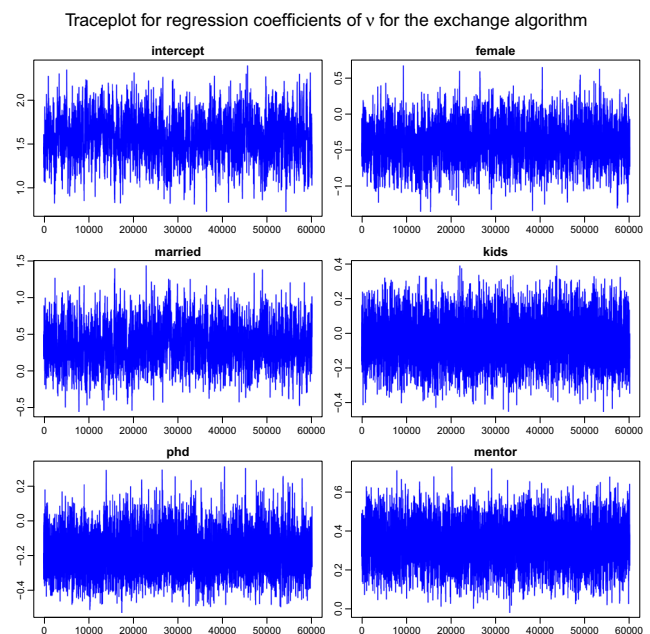 Traceplot for regression coefficients of ν for the exchange algorithm
intercept
female
1.0 1.5 2.0
0 10000 20000 30000 40000 50000 60000
−1.0 −0.5 0.0 0.5
0 10000 20000 30000 40000 50000 60000
married
kids
−0.5 0.0 0.5 1.0 1.5
0 10000 20000 30000 40000 50000 60000
−0.4 −0.2 0.0 0.2 0.4
0 10000 20000 30000 40000 50000 60000
phd
mentor
−0.4 −0.2 0.0 0.2
0 10000 20000 30000 40000 50000 60000
0.0 0.2 0.4 0.6
0 10000 20000 30000 40000 50000 60000